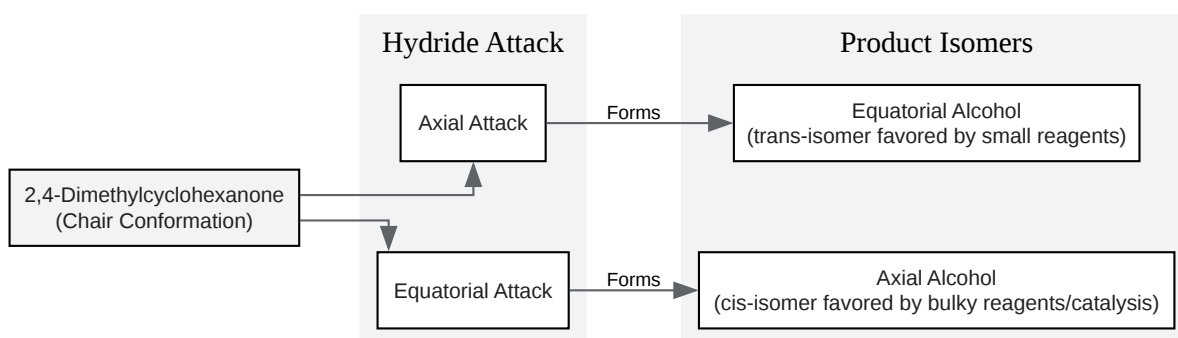 Hydride Attack
Product Isomers
Axial Attack
Forms
Equatorial Alcohol
(trans-isomer favored by small reagents)
2,4-Dimethylcyclohexanone
(Chair Conformation)
Equatorial Attack
Forms
Axial Alcohol
(cis-isomer favored by bulky reagents/catalysis)